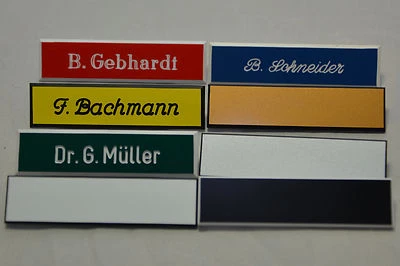 B. Gebhardt
B. Schneider
F. Bachmann
Dr. G. Müller